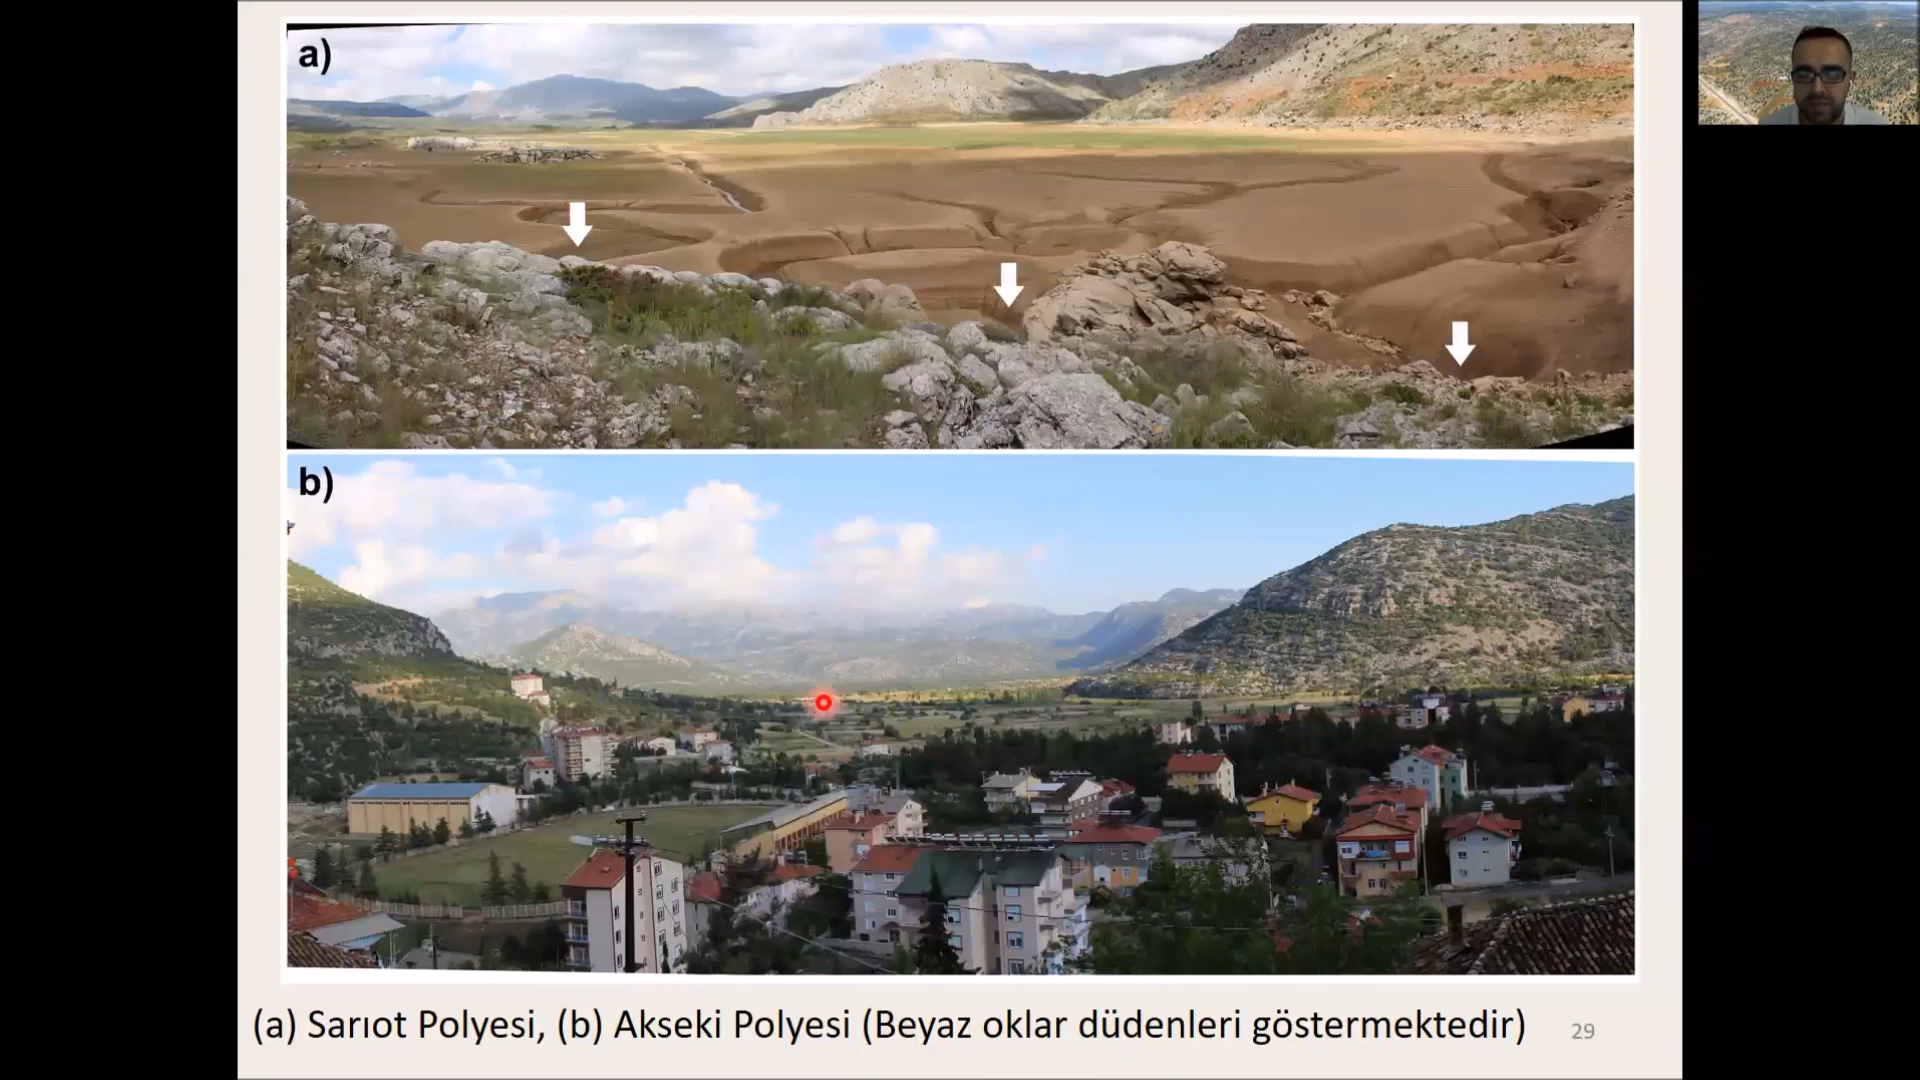 a)
b)
(a) Sarıot Polyesi, (b) Akseki Polyesi (Beyaz oklar düdenleri göstermektedir)
29